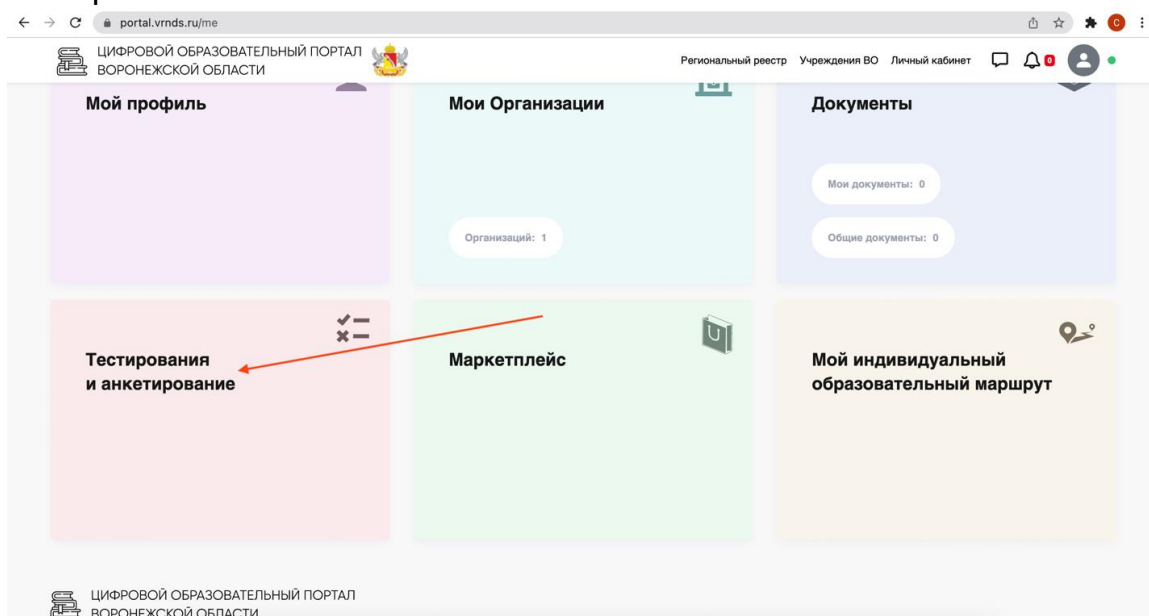 portal.vrnds.ru/me
ЦИФРОВОЙ ОБРАЗОВАТЕЛЬНЫЙ ПОРТАЛ
ВОРОНЕЖСКОЙ ОБЛАСТИ
Региональный реестр Учреждения ВО Личный кабинет 0
Мой профиль
Мои Организации
Организаций: 1
Документы
Мои документы: 0
Общие документы: 0
Тестирования
и анкетирование
Маркетплейс
Мой индивидуальный
образовательный маршрут
ЦИФРОВОЙ ОБРАЗОВАТЕЛЬНЫЙ ПОРТАЛ
ВОРОНЕЖСКОЙ ОБЛАСТИ